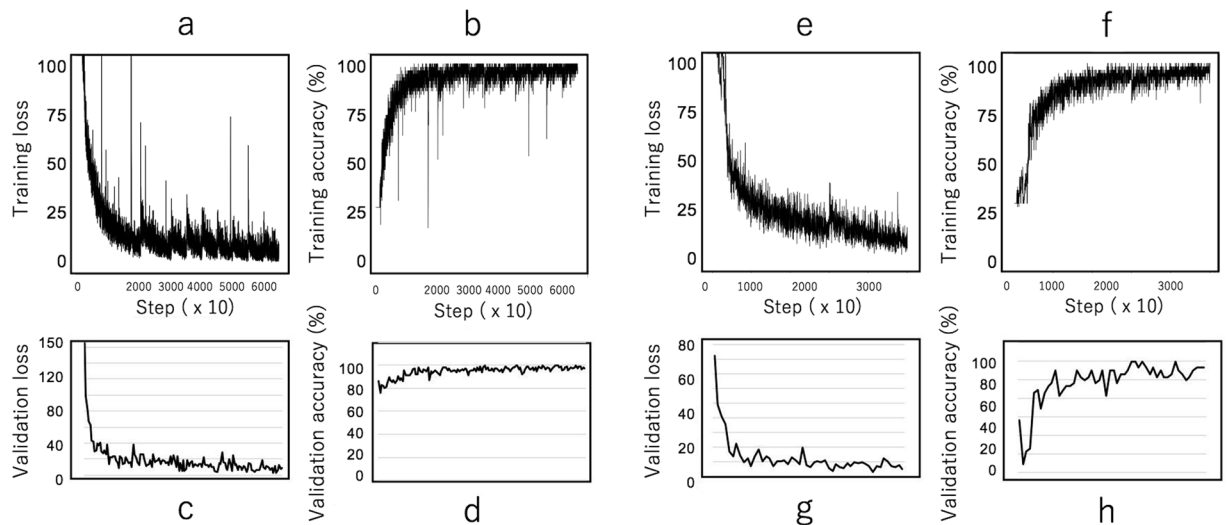 a
b
e
f
Training loss
100
75
50
25
0
0 1000 2000 3000 4000 5000 6000
Step ( x 10)
Training accuracy (%)
100
75
50
25
0
0 2000 3000 4000 5000 6000
Step ( x 10)
Training loss
100
75
50
25
0
0 1000 2000 3000
Step ( x 10)
Training accuracy (%)
100
75
50
25
0
0 1000 2000 3000
Step ( x 10)
Validation loss
150
120
80
40
0
Validation accuracy (%)
100
80
60
40
20
0
Validation loss
80
60
40
20
0
Validation accuracy (%)
100
80
60
40
20
0
c
d
g
h